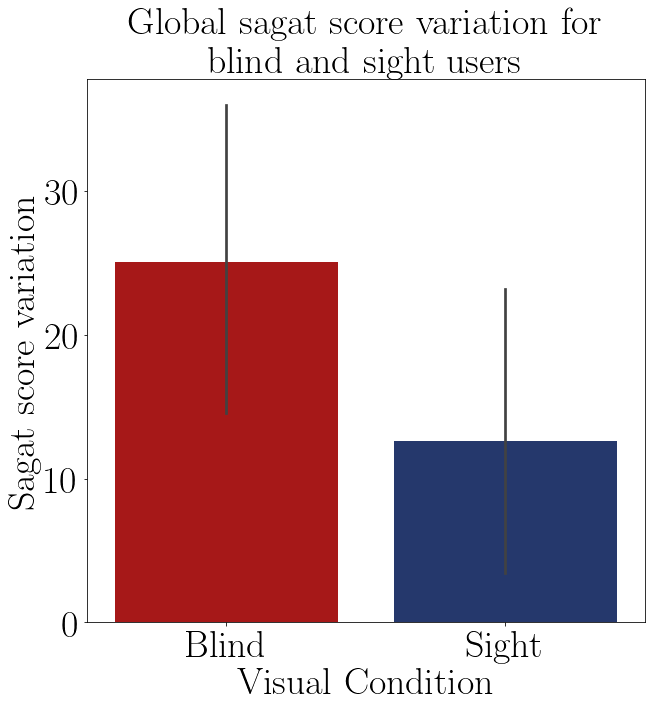 Global sagat score variation for
blind and sight users
Sagat score variation
30
20
10
0
Blind
Sight
Visual Condition